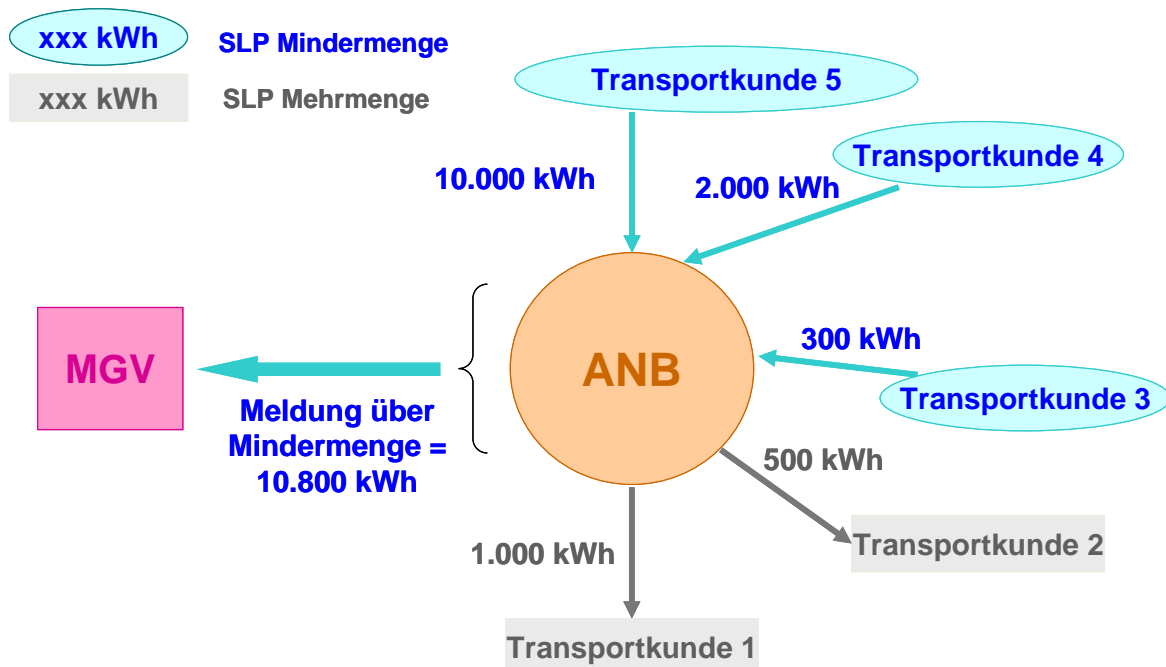 xxx kWh
SLP Mindermenge
xxx kWh
SLP Mehrmenge
Transportkunde 5
Transportkunde 4
10.000 kWh
2.000 kWh
300 kWh
MGV
ANB
Transportkunde 3
Meldung über
Mindermenge =
10.800 kWh
500 kWh
1.000 kWh
Transportkunde 2
Transportkunde 1